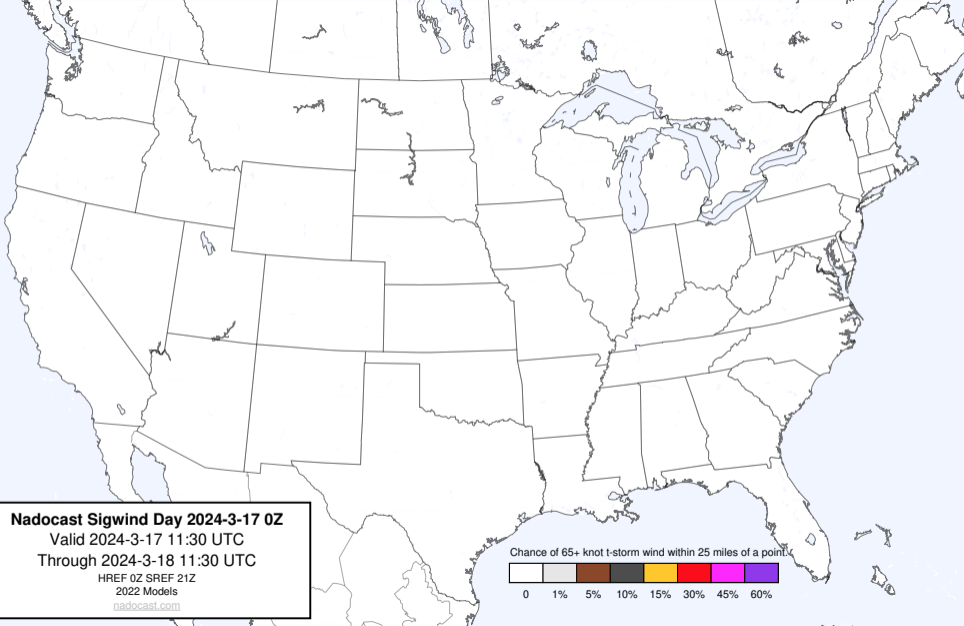 Nadocast Sigwind Day 2024-3-17 0Z
Valid 2024-3-17 11:30 UTC
Through 2024-3-18 11:30 UTC
HREF 0Z SREF 21Z
2022 Models
nadocast.com
Chance of 65+ knot t-storm wind within 25 miles of a point.
0 1% 5% 10% 15% 30% 45% 60%